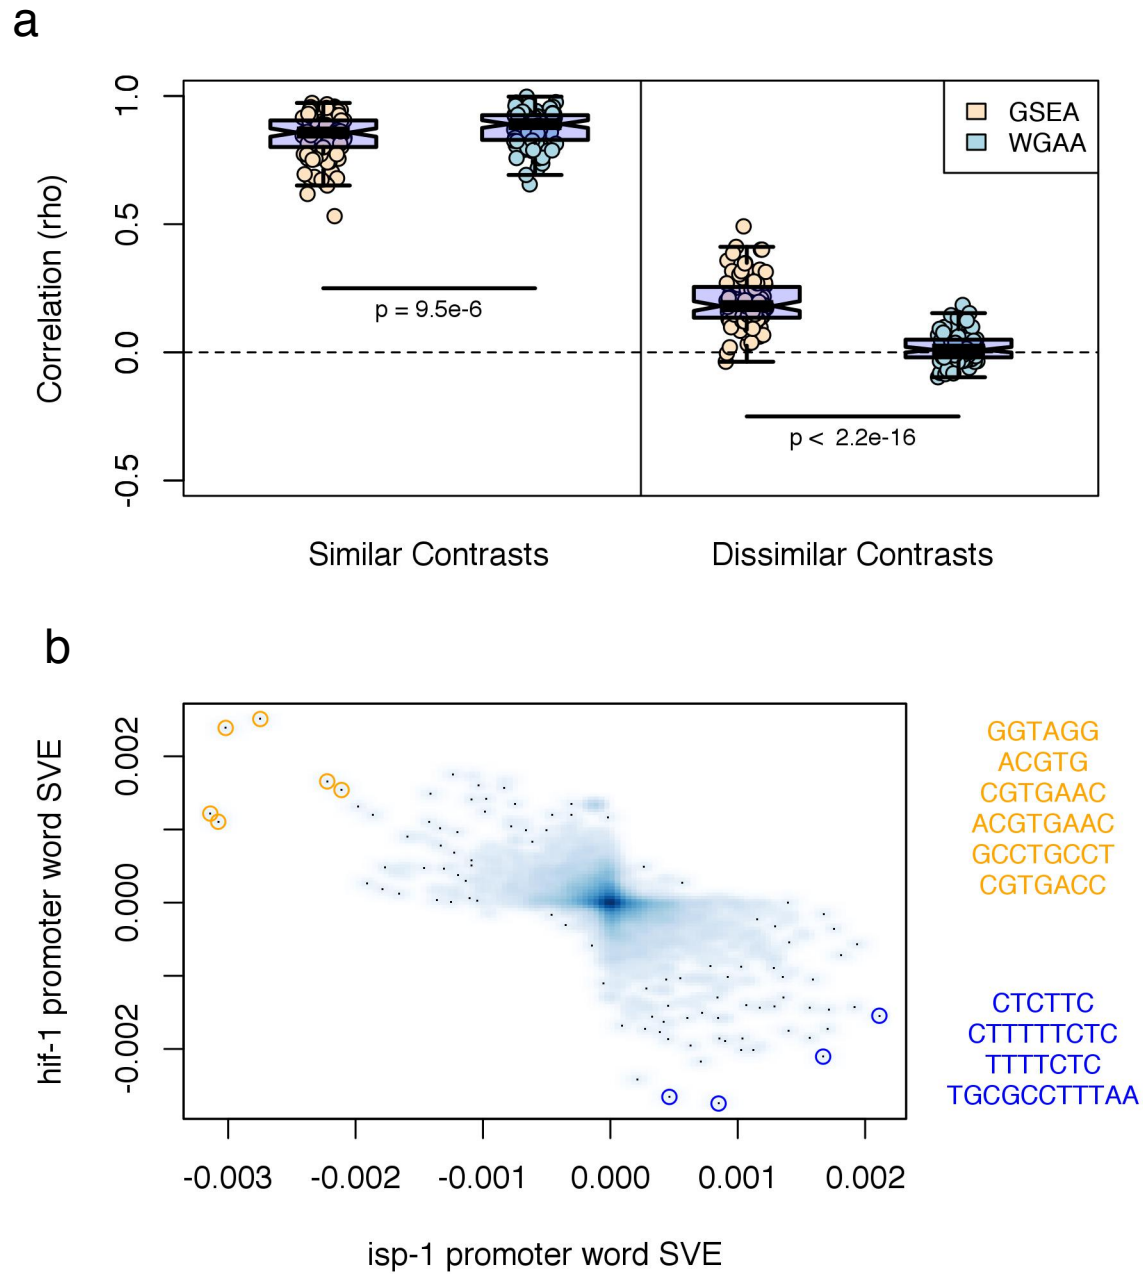 a
1.0
0.5
0.0
-0.5
Correlation (rho)
GSEA
WGAA
p = 9.5e-6
p < 2.2e-16
Similar Contrasts
Dissimilar Contrasts
b
0.002
0.000
-0.002
hif-1 promoter word SVE
GGTAGG
ACGTG
CGTGAAC
ACGTGAAC
GCCTGCCT
CGTGACC
CTCTTC
CTTTTTCTC
TTTTCTC
TGCGCCTTTAA
-0.003 -0.002 -0.001 0.000 0.001 0.002
isp-1 promoter word SVE